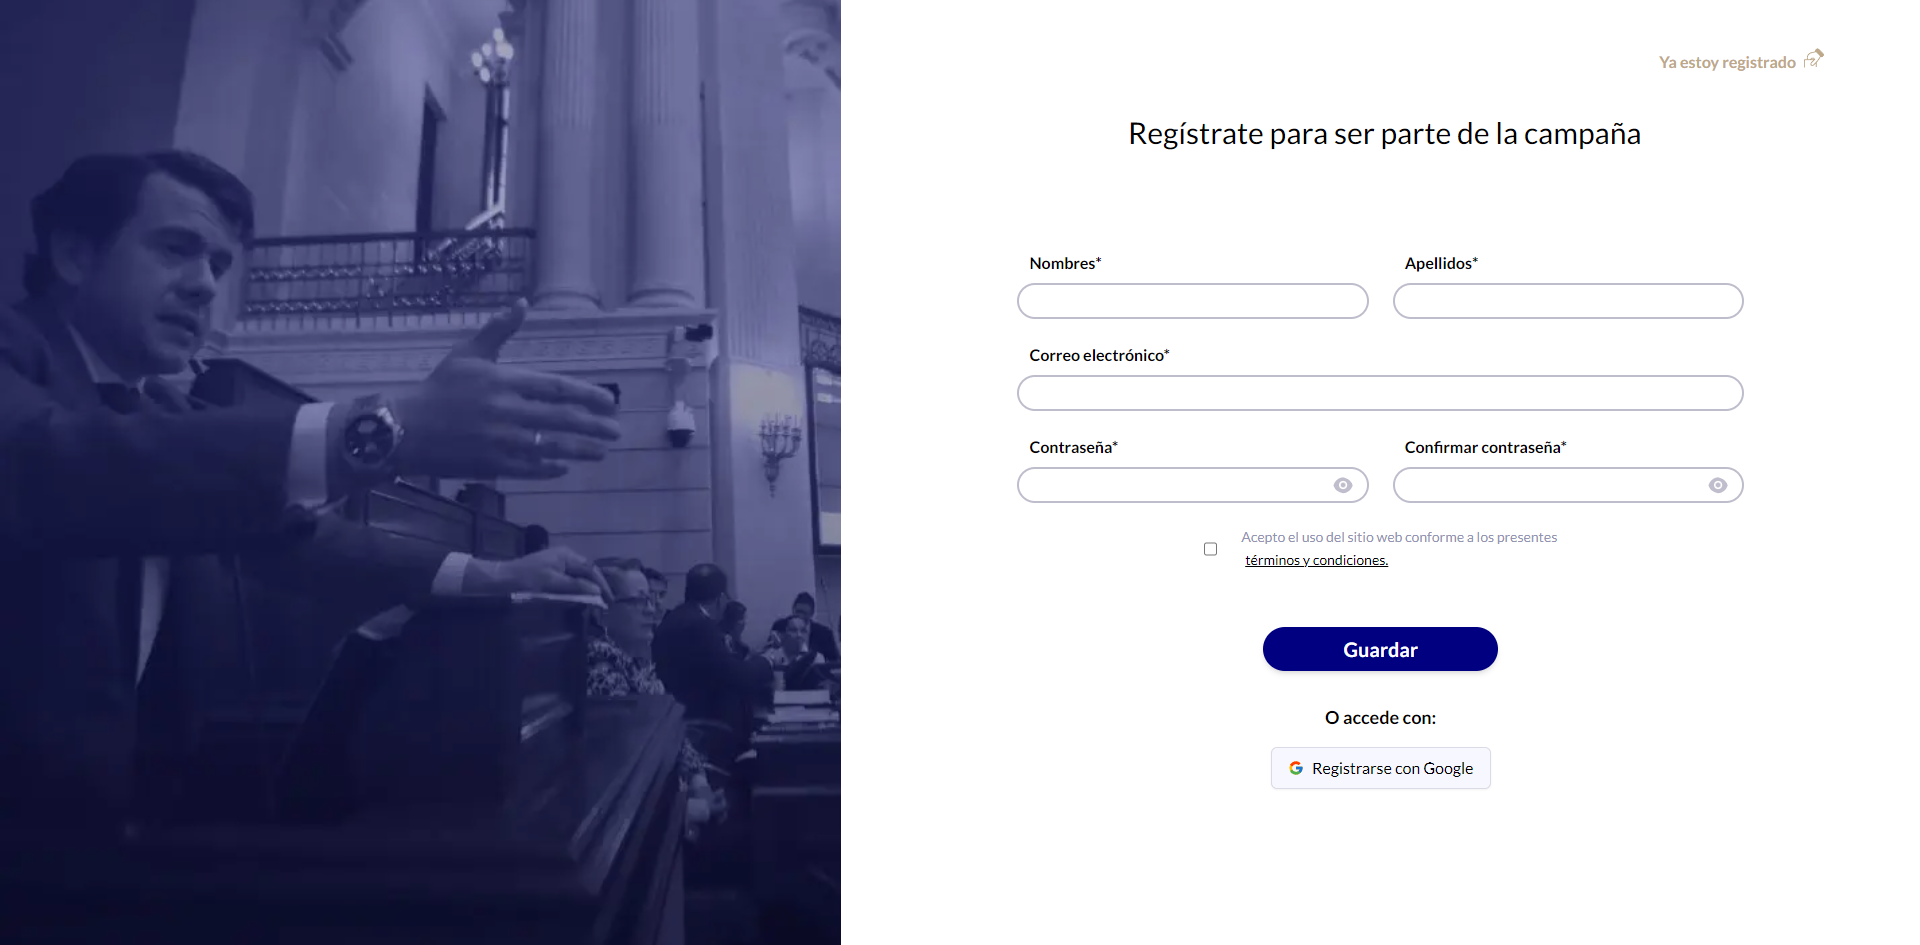 Ya estoy registrado
Regístrate para ser parte de la campaña
Nombres*
Apellidos*
Correo electrónico*
Contraseña*
Confirmar contraseña*
Acepto el uso del sitio web conforme a los presentes
términos y condiciones.
Guardar
O accede con:
Registrarse con Google